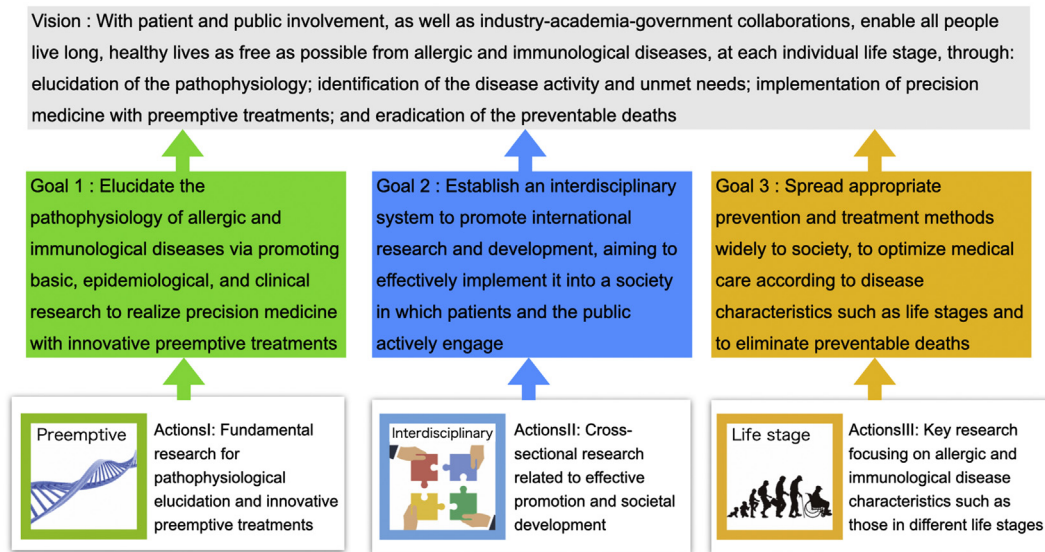 Vision : With patient and public involvement, as well as industry-academia-government collaborations, enable all people
live long, healthy lives as free as possible from allergic and immunological diseases, at each individual life stage, through:
elucidation of the pathophysiology; identification of the disease activity and unmet needs; implementation of precision
medicine with preemptive treatments; and eradication of the preventable deaths
Goal 1 : Elucidate the
pathophysiology of allergic and
immunological diseases via promoting
basic, epidemiological, and clinical
research to realize precision medicine
with innovative preemptive treatments
Goal 2 : Establish an interdisciplinary
system to promote international
research and development, aiming to
effectively implement it into a society
in which patients and the public
actively engage
Goal 3 : Spread appropriate
prevention and treatment methods
widely to society, to optimize medical
care according to disease
characteristics such as life stages and
to eliminate preventable deaths
Preemptive
ActionsI: Fundamental
research for
pathophysiological
elucidation and innovative
preemptive treatments
Interdisciplinary
ActionsII: Cross-
sectional research
related to effective
promotion and societal
development
Life stage
ActionsIII: Key research
focusing on allergic and
immunological disease
characteristics such as
those in different life stages